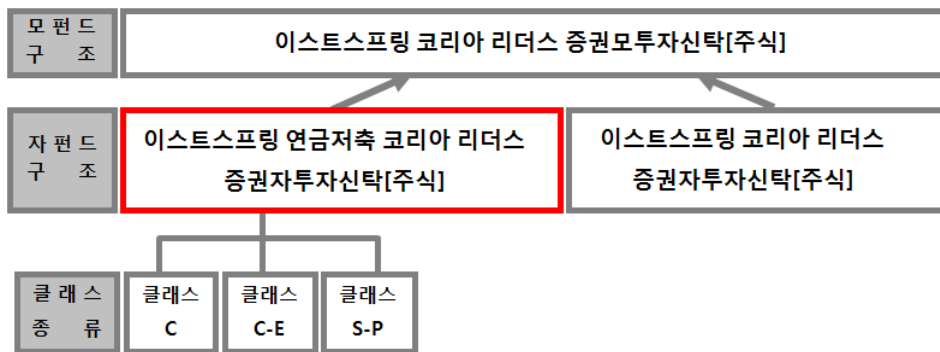 모 펀 드
구 조
이스트스프링 코리아 리더스 증권모투자신탁[주식]
자 펀 드
구 조
이스트스프링 연금저축 코리아 리더스
증권자투자신탁[주식]
이스트스프링 코리아 리더스
증권자투자신탁[주식]
클 래 스
종 류
클래스
C
클래스
C-E
클래스
S-P